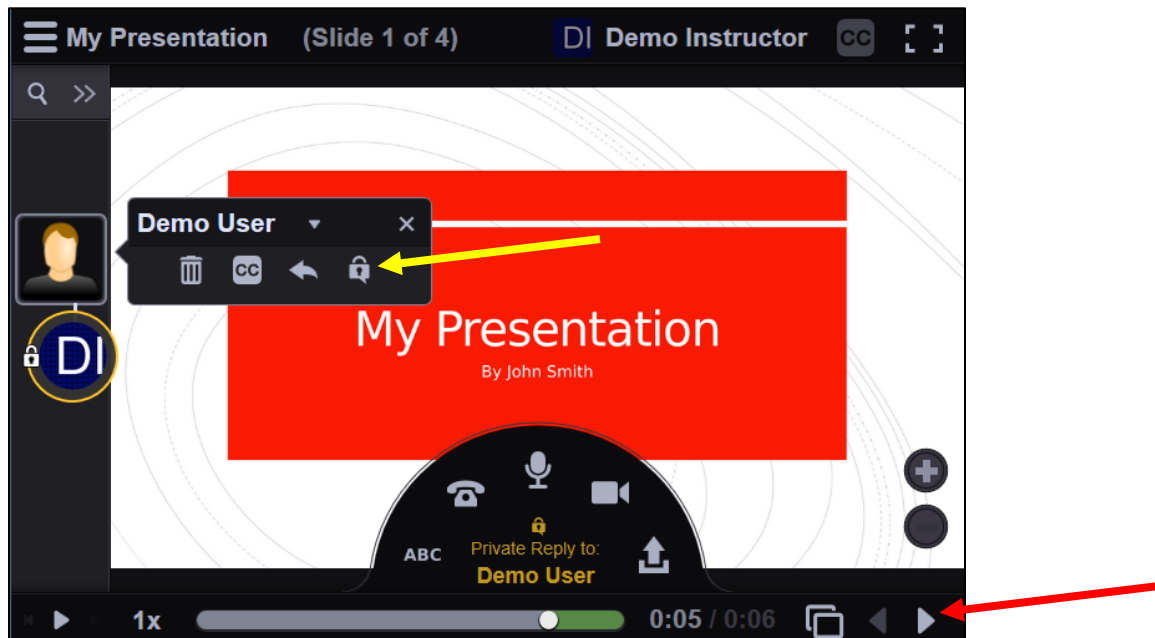 My Presentation (Slide 1 of 4) DI Demo Instructor CC
Demo User
CC
DI
My Presentation
By John Smith
ABC
Private Reply to:
Demo User
1x 0:05 / 0:06